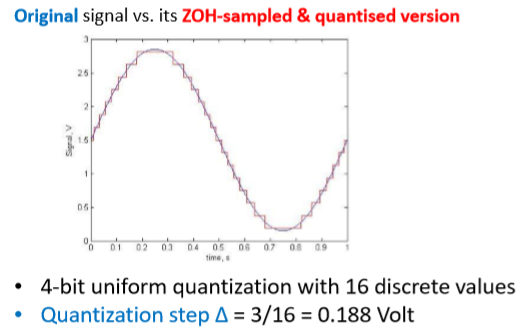 Original signal vs. its ZOH-sampled & quantised version
3
2.5
2
1.5
1
0.5
0
Signal, V
0 0.1 0.2 0.3 0.4 0.5 0.6 0.7 0.8 0.9 1
time, s
• 4-bit uniform quantization with 16 discrete values
• Quantization step Δ = 3/16 = 0.188 Volt